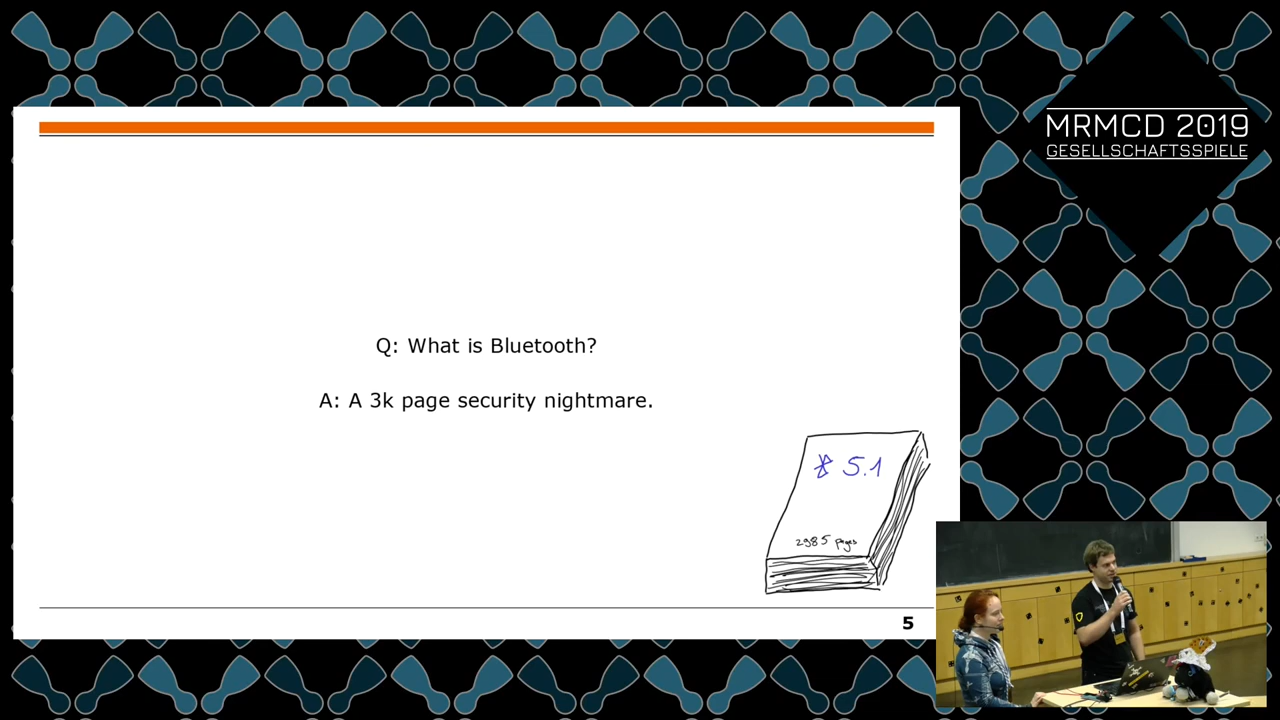 MRMCD 2019
GESELLSCHAFTSSPIELE
Q: What is Bluetooth?
A: A 3k page security nightmare.
5.1
2985 pages
5